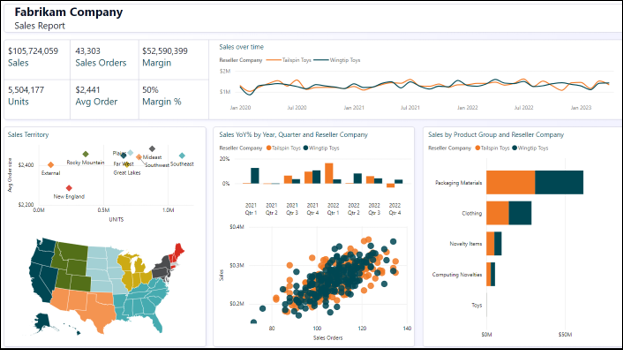 Fabrikam Company
Sales Report
$105,724,059
Sales
43,303
Sales Orders
$52,590,399
Margin
5,504,177
Units
$2,441
Avg Order
50%
Margin %
Sales over time
Reseller Company Tailspin Toys Wingtip Toys
$2M
$1M
Jan 2020 Jul 2020 Jan 2021 Jul 2021 Jan 2022 Jul 2022 Jan 2023
Sales Territory
Avg Order size
$2,400
$2,200
Rocky Mountain
External
New England
Plains
Far West
Great Lakes
Mideast
Southwest
Southeast
0.0M 0.5M 1.0M
UNITS
Sales YoY% by Year, Quarter and Reseller Company
Reseller Company Tailspin Toys Wingtip Toys
20%
0%
2021 2021 2021 2021 2022 2022 2022 2022
Qtr 1 Qtr 2 Qtr 3 Qtr 4 Qtr 1 Qtr 2 Qtr 3 Qtr 4
Sales
$0.4M
$0.3M
$0.2M
80 100 120 140
Sales Orders
Sales by Product Group and Reseller Company
Reseller Company Tailspin Toys Wingtip Toys
Packaging Materials
Clothing
Novelty Items
Computing Novelties
Toys
$0M $50M